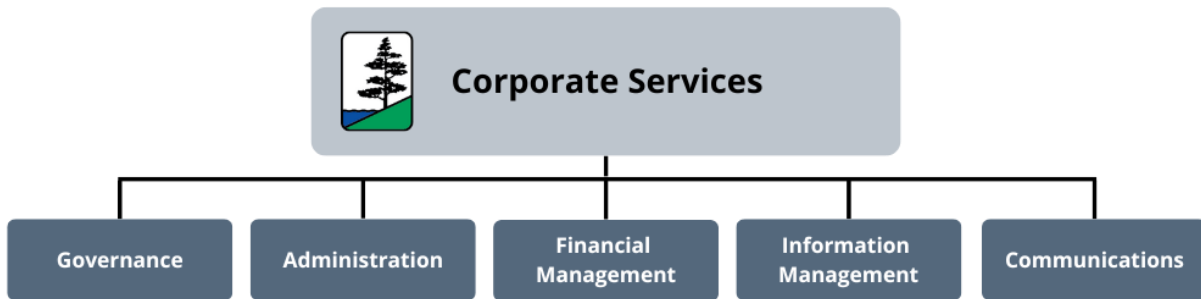 Corporate Services
Governance
Administration
Financial
Management
Information
Management
Communications